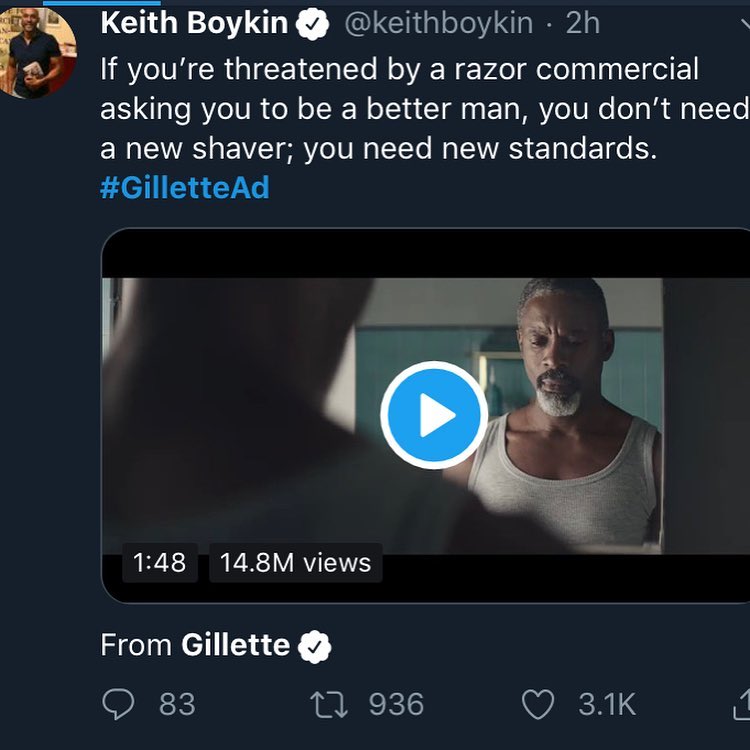 Keith Boykin @keithboykin · 2h
If you’re threatened by a razor commercial
asking you to be a better man, you don’t need
a new shaver; you need new standards.
#GilletteAd
1:48 14.8M views
From Gillette
83 936 3.1K